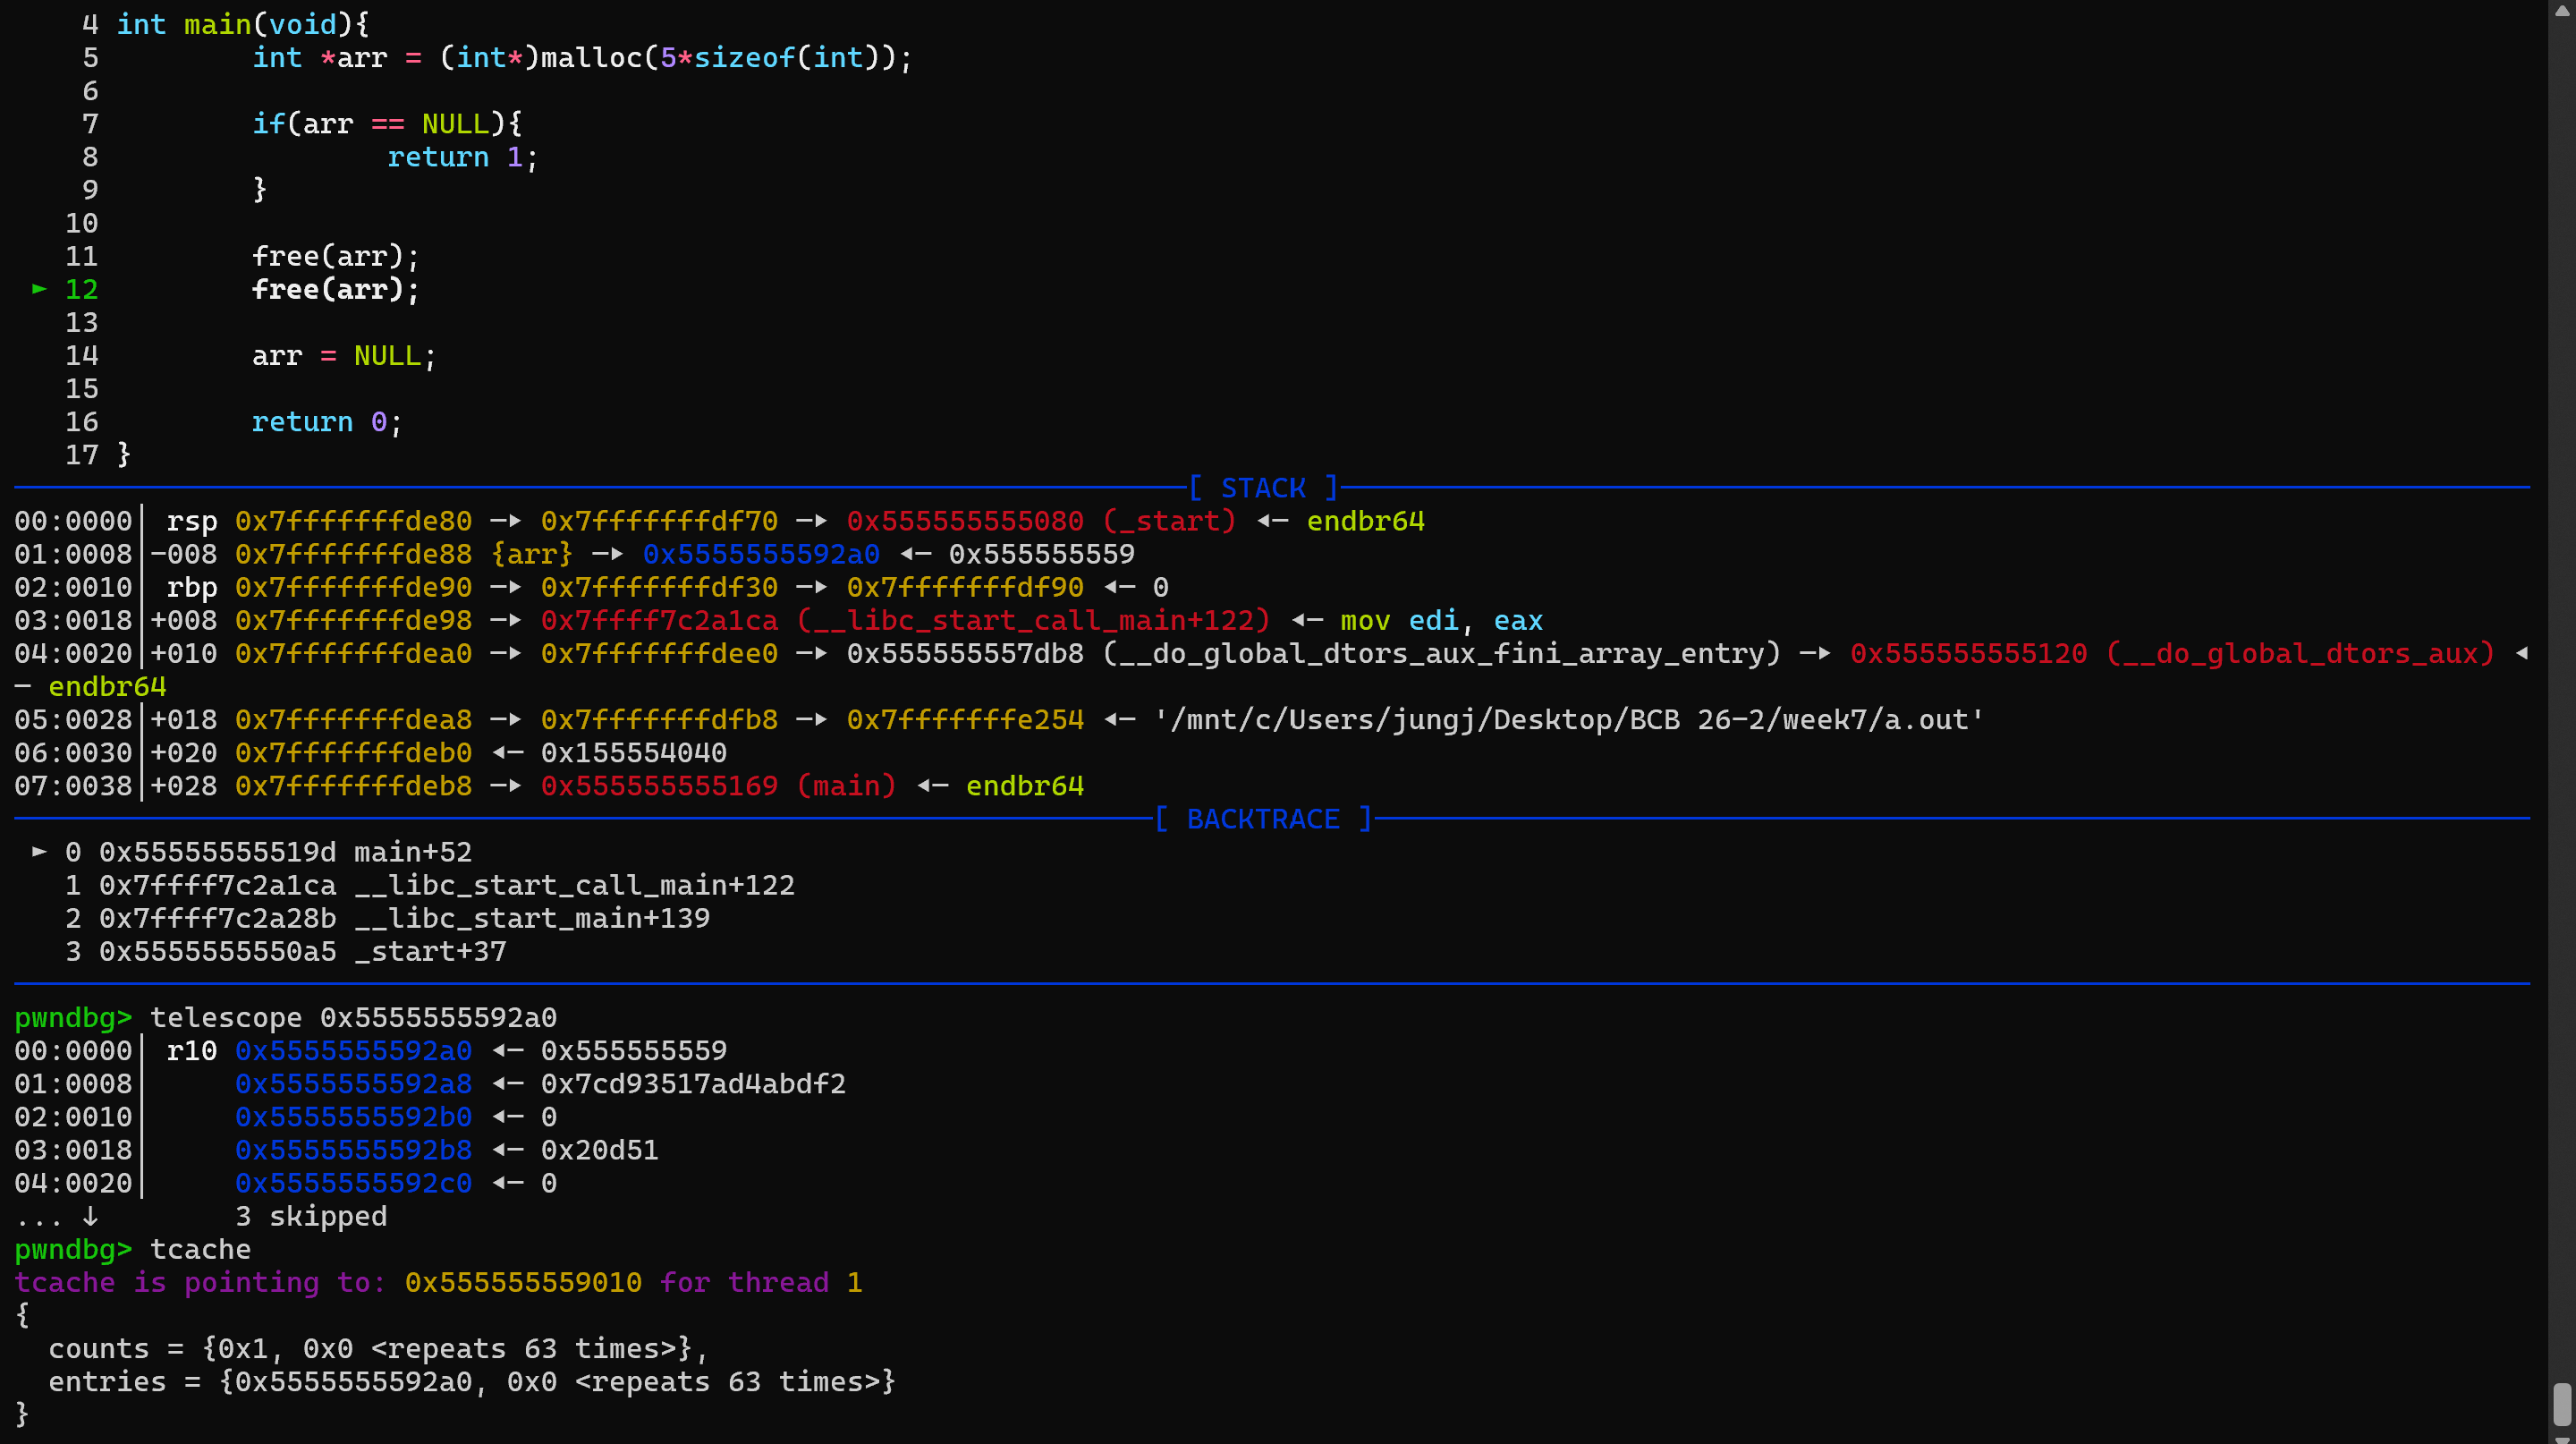 4 int main(void){
5         int *arr = (int*)malloc(5*sizeof(int));
6
7         if(arr == NULL){
8                 return 1;
9         }
10
11         free(arr);
► 12         free(arr);
13
14         arr = NULL;
15
16         return 0;
17 }
[ STACK ]
00:0000│ rsp 0x7fffffffde80 —▸ 0x7fffffffdf70 —▸ 0x555555555080 (_start) ◂— endbr64
01:0008│-008 0x7fffffffde88 {arr} —▸ 0x5555555592a0 ◂— 0x555555559
02:0010│ rbp 0x7fffffffde90 —▸ 0x7fffffffdf30 —▸ 0x7fffffffdf90 ◂— 0
03:0018│+008 0x7fffffffde98 —▸ 0x7ffff7c2a1ca (__libc_start_call_main+122) ◂— mov edi, eax
04:0020│+010 0x7fffffffdea0 —▸ 0x7fffffffdee0 —▸ 0x555555557db8 (__do_global_dtors_aux_fini_array_entry) —▸ 0x555555555120 (__do_global_dtors_aux) ◂
— endbr64
05:0028│+018 0x7fffffffdea8 —▸ 0x7fffffffdfb8 —▸ 0x7fffffffe254 ◂— '/mnt/c/Users/jungj/Desktop/BCB 26-2/week7/a.out'
06:0030│+020 0x7fffffffdeb0 ◂— 0x155554040
07:0038│+028 0x7fffffffdeb8 —▸ 0x555555555169 (main) ◂— endbr64
[ BACKTRACE ]
► 0 0x55555555519d main+52
1 0x7ffff7c2a1ca __libc_start_call_main+122
2 0x7ffff7c2a28b __libc_start_main+139
3 0x5555555550a5 _start+37
pwndbg> telescope 0x5555555592a0
00:0000│ r10 0x5555555592a0 ◂— 0x555555559
01:0008│     0x5555555592a8 ◂— 0x7cd93517ad4abdf2
02:0010│     0x5555555592b0 ◂— 0
03:0018│     0x5555555592b8 ◂— 0x20d51
04:0020│     0x5555555592c0 ◂— 0
... ↓        3 skipped
pwndbg> tcache
tcache is pointing to: 0x555555559010 for thread 1
{
  counts = {0x1, 0x0 <repeats 63 times>},
  entries = {0x5555555592a0, 0x0 <repeats 63 times>}
}